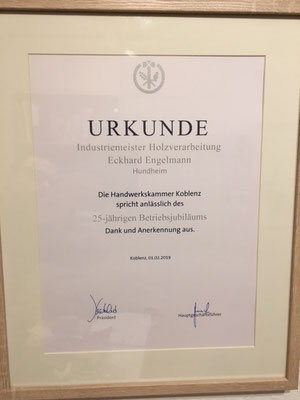 URKUNDE
Industriemeister Holzverarbeitung
Eckhard Engelmann
Hundheim
Die Handwerkskammer Koblenz
spricht anlässlich des
25-jährigen Betriebsjubiläums
Dank und Anerkennung aus.
Koblenz, 01.02.2018
Präsident
Hauptgeschäftsführer